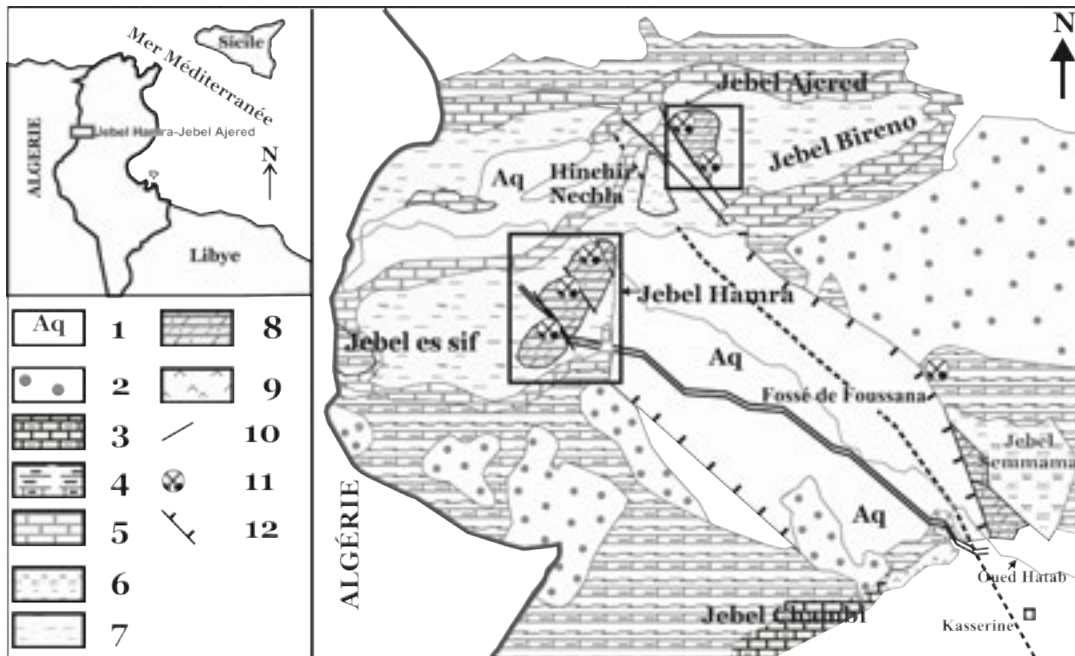 Sicile
Mer Méditerranée
Jebel Hamra-Jebel Ajered
ALGERIE
N
Libye
Aq 1
2
3
4
5
6
7
8
9
10
11
12
N
Jebel Ajered
Jebel Bireno
Aq
Hinchir
Nechla
Jebel Hamra
Jebel es sif
Aq
Fossé de Foussana
Jebel
Semmama
Aq
ALGÉRIE
Oued Hatab
Jebel Chambi
Kasserine